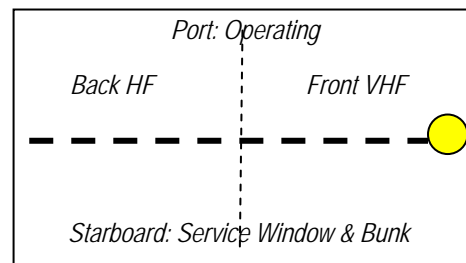 Port: Operating
Back HF Front VHF
Starboard: Service Window & Bunk